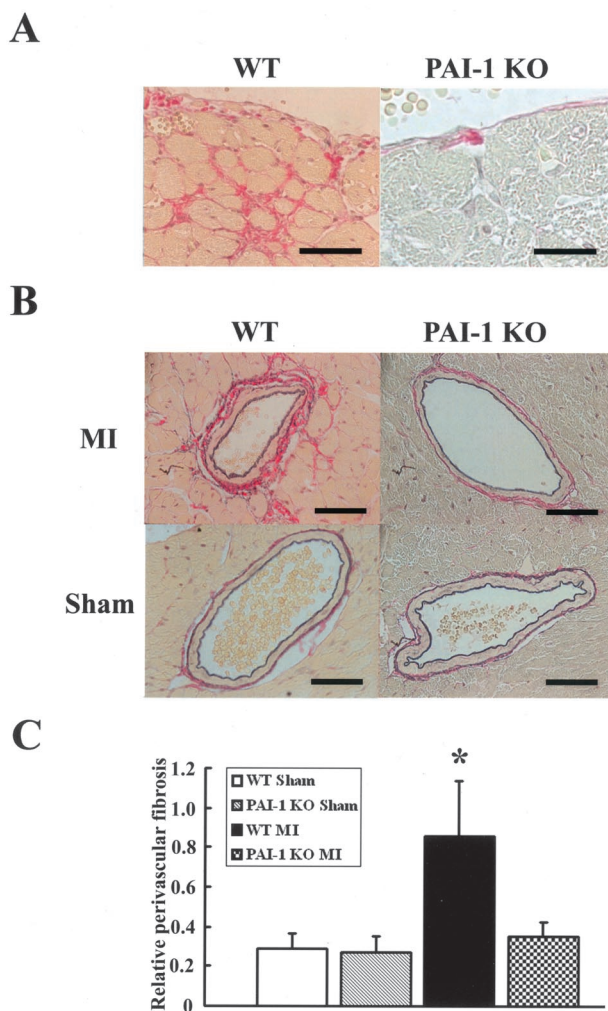 A
WT PAI-1 KO
B
WT PAI-1 KO
MI
Sham
C
*
Relative perivascular fibrosis
1.2
1.0
0.8
0.6
0.4
0.2
0
WT Sham
PAI-1 KO Sham
WT MI
PAI-1 KO MI